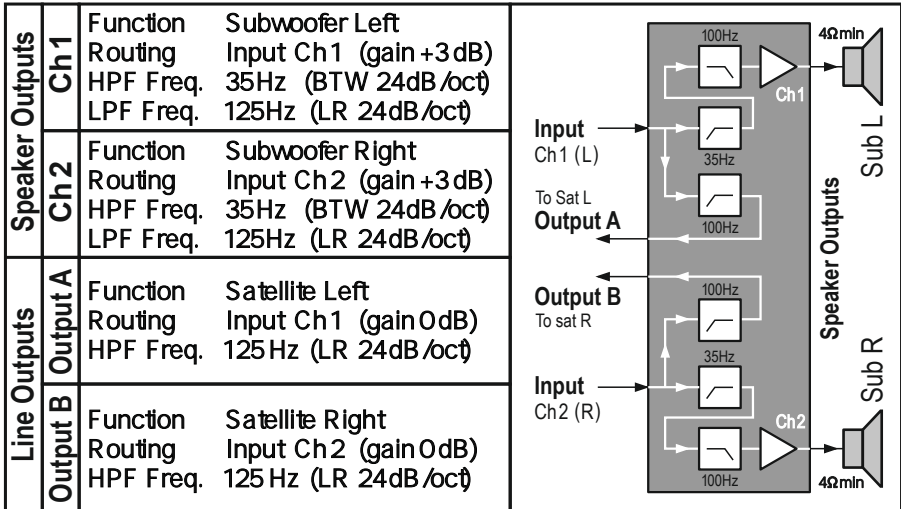 Speaker Outputs
Ch1
Function Subwoofer Left
Routing Input Ch1 (gain +3dB)
HPF Freq. 35Hz (BTW 24dB/oct)
LPF Freq. 125Hz (LR 24dB/oct)
Ch2
Function Subwoofer Right
Routing Input Ch2 (gain +3dB)
HPF Freq. 35Hz (BTW 24dB/oct)
LPF Freq. 125Hz (LR 24dB/oct)
Line Outputs
Output A
Function Satellite Left
Routing Input Ch1 (gain 0dB)
HPF Freq. 125Hz (LR 24dB/oct)
Output B
Function Satellite Right
Routing Input Ch2 (gain 0dB)
HPF Freq. 125Hz (LR 24dB/oct)
100Hz
4Ωmin
Ch1
Sub L
Input
Ch1 (L)
35Hz
To Sat L
Output A
100Hz
Speaker Outputs
Output B
To sat R
100Hz
35Hz
Input
Ch2 (R)
Sub R
Ch2
100Hz
4Ωmin